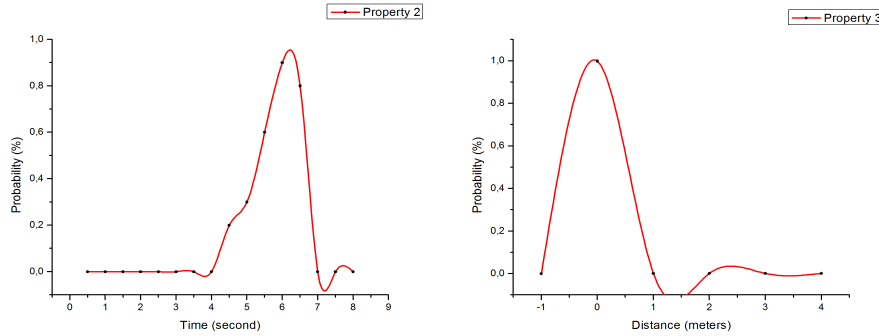 Property 2
1,0
0,8
0,6
0,4
0,2
0,0
Probability (%)
0 1 2 3 4 5 6 7 8 9
Time (second)
Property 3
1,0
0,8
0,6
0,4
0,2
0,0
Probability (%)
-1 0 1 2 3 4
Distance (meters)